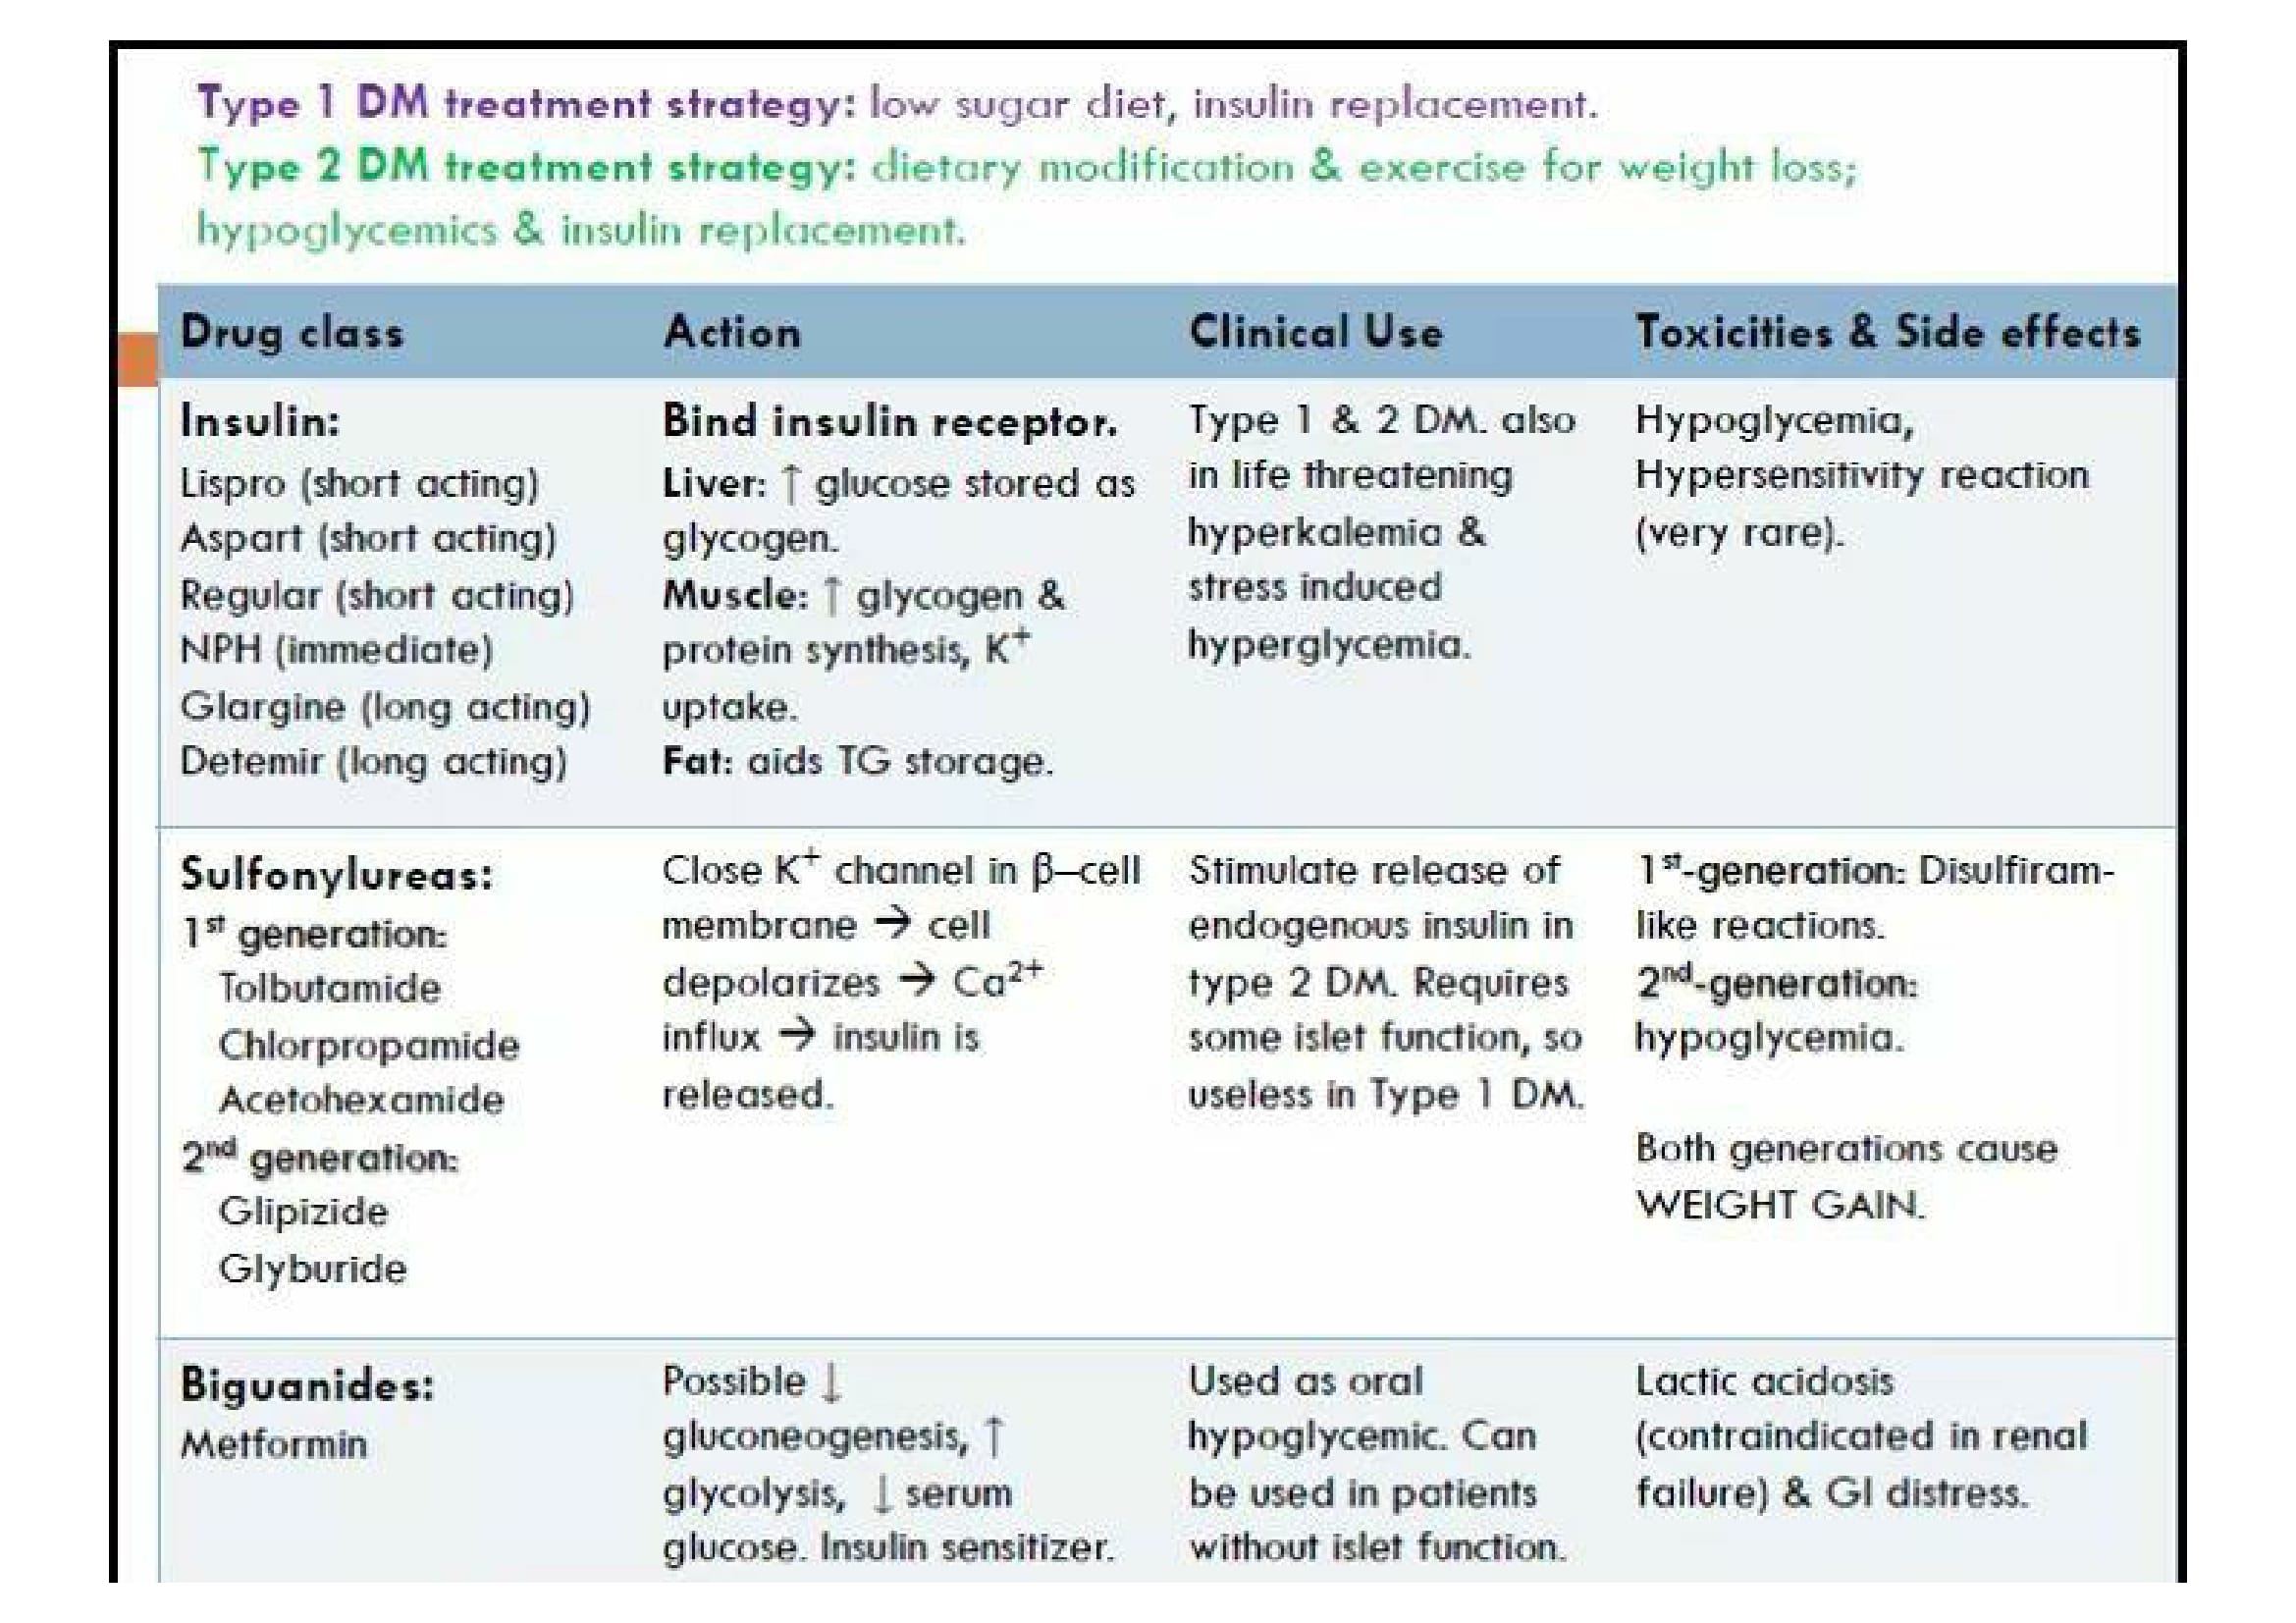 Type 1 DM treatment strategy: low sugar diet, insulin replacement.
Type 2 DM treatment strategy: dietary modification & exercise for weight loss;
hypoglycemics & insulin replacement.
Drug class
Action
Clinical Use
Toxicities & Side effects
Insulin:
Lispro (short acting)
Aspart (short acting)
Regular (short acting)
NPH (immediate)
Glargine (long acting)
Detemir (long acting)
Bind insulin receptor.
Liver: ↑ glucose stored as
glycogen.
Muscle: ↑ glycogen &
protein synthesis, K⁺
uptake.
Fat: aids TG storage.
Type 1 & 2 DM. also
in life threatening
hyperkalemia &
stress induced
hyperglycemia.
Hypoglycemia,
Hypersensitivity reaction
(very rare).
Sulfonylureas:
1st generation:
Tolbutamide
Chlorpropamide
Acetohexamide
2nd generation:
Glipizide
Glyburide
Close K⁺ channel in β–cell
membrane → cell
depolarizes → Ca²⁺
influx → insulin is
released.
Stimulate release of
endogenous insulin in
type 2 DM. Requires
some islet function, so
useless in Type 1 DM.
1st-generation: Disulfiram-
like reactions.
2nd-generation:
hypoglycemia.
Both generations cause
WEIGHT GAIN.
Biguanides:
Metformin
Possible ↓
gluconeogenesis, ↑
glycolysis, ↓ serum
glucose. Insulin sensitizer.
Used as oral
hypoglycemic. Can
be used in patients
without islet function.
Lactic acidosis
(contraindicated in renal
failure) & GI distress.